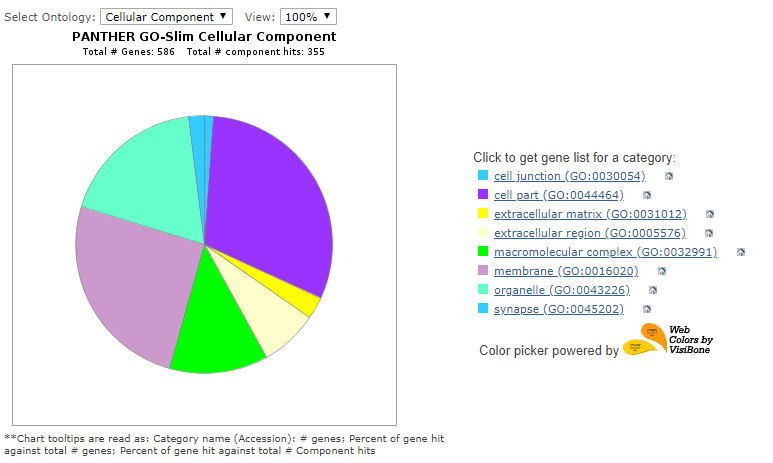 Select Ontology: Cellular Component ▼ View: 100% ▼
PANTHER GO-Slim Cellular Component
Total # Genes: 586 Total # component hits: 355
Click to get gene list for a category:
cell junction (GO:0030054)
cell part (GO:0044464)
extracellular matrix (GO:0031012)
extracellular region (GO:0005576)
macromolecular complex (GO:0032991)
membrane (GO:0016020)
organelle (GO:0043226)
synapse (GO:0045202)
Color picker powered by
Web
Colors by
VisiBone
**Chart tooltips are read as: Category name (Accession): # genes; Percent of gene hit
against total # genes; Percent of gene hit against total # Component hits